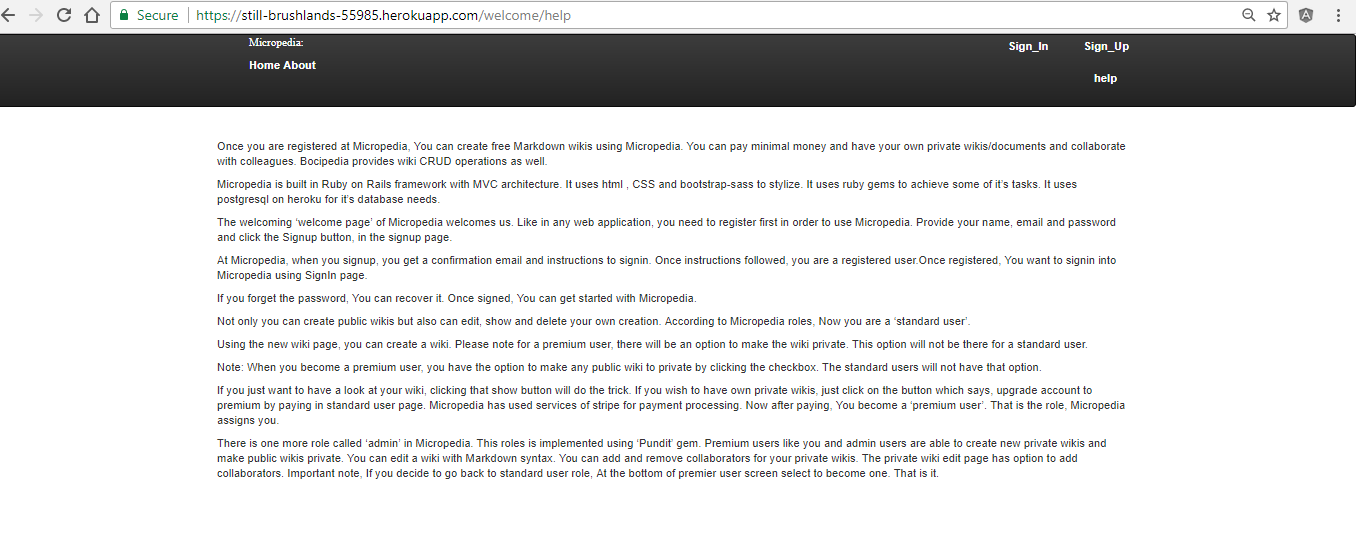 Secure https://still-brushlands-55985.herokuapp.com/welcome/help
Micropedia:
Sign_In Sign_Up
Home About
help
Once you are registered at Micropedia, You can create free Markdown wikis using Micropedia. You can pay minimal money and have your own private wikis/documents and collaborate
with colleagues. Bocipedia provides wiki CRUD operations as well.
Micropedia is built in Ruby on Rails framework with MVC architecture. It uses html , CSS and bootstrap-sass to stylize. It uses ruby gems to achieve some of it's tasks. It uses
postgresql on heroku for it's database needs.
The welcoming ‘welcome page’ of Micropedia welcomes us. Like in any web application, you need to register first in order to use Micropedia. Provide your name, email and password
and click the Signup button, in the signup page.
At Micropedia, when you signup, you get a confirmation email and instructions to signin. Once instructions followed, you are a registered user.Once registered, You want to signin into
Micropedia using SignIn page.
If you forget the password, You can recover it. Once signed, You can get started with Micropedia.
Not only you can create public wikis but also can edit, show and delete your own creation. According to Micropedia roles, Now you are a ‘standard user’.
Using the new wiki page, you can create a wiki. Please note for a premium user, there will be an option to make the wiki private. This option will not be there for a standard user.
Note: When you become a premium user, you have the option to make any public wiki to private by clicking the checkbox. The standard users will not have that option.
If you just want to have a look at your wiki, clicking that show button will do the trick. If you wish to have own private wikis, just click on the button which says, upgrade account to
premium by paying in standard user page. Micropedia has used services of stripe for payment processing. Now after paying, You become a ‘premium user’. That is the role, Micropedia
assigns you.
There is one more role called ‘admin’ in Micropedia. This roles is implemented using ‘Pundit’ gem. Premium users like you and admin users are able to create new private wikis and
make public wikis private. You can edit a wiki with Markdown syntax. You can add and remove collaborators for your private wikis. The private wiki edit page has option to add
collaborators. Important note, If you decide to go back to standard user role, At the bottom of premier user screen select to become one. That is it.